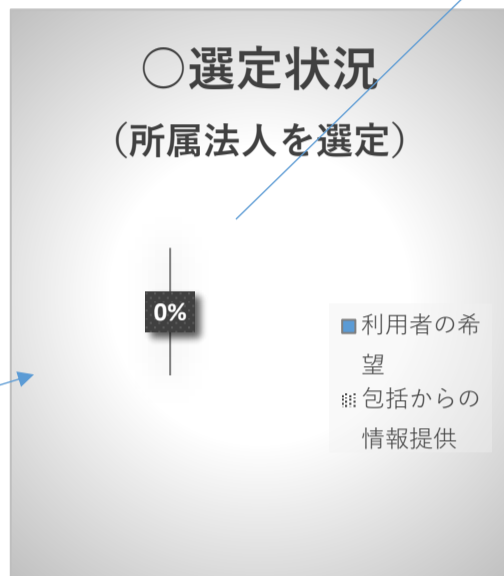 ○選定状況
（所属法人を選定）
0%
利用者の希
望
包括からの
情報提供